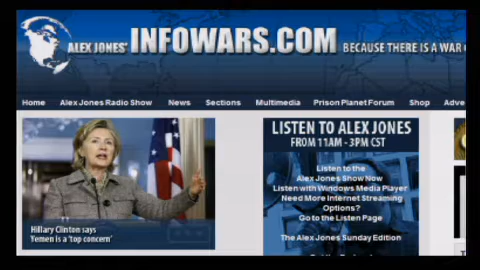 ALEX JONES' INFOWARS.COM BECAUSE THERE IS A WAR
Home Alex Jones Radio Show News Sections Multimedia Prison Planet Forum Shop Adve
LISTEN TO ALEX JONES
FROM 11AM - 3PM CST
Listen to the
Alex Jones Show Now
Listen with Windows Media Player
Need More Internet Streaming
Options?
Go to the Listen Page
The Alex Jones Sunday Edition
Hillary Clinton says
Yemen is a 'top concern'